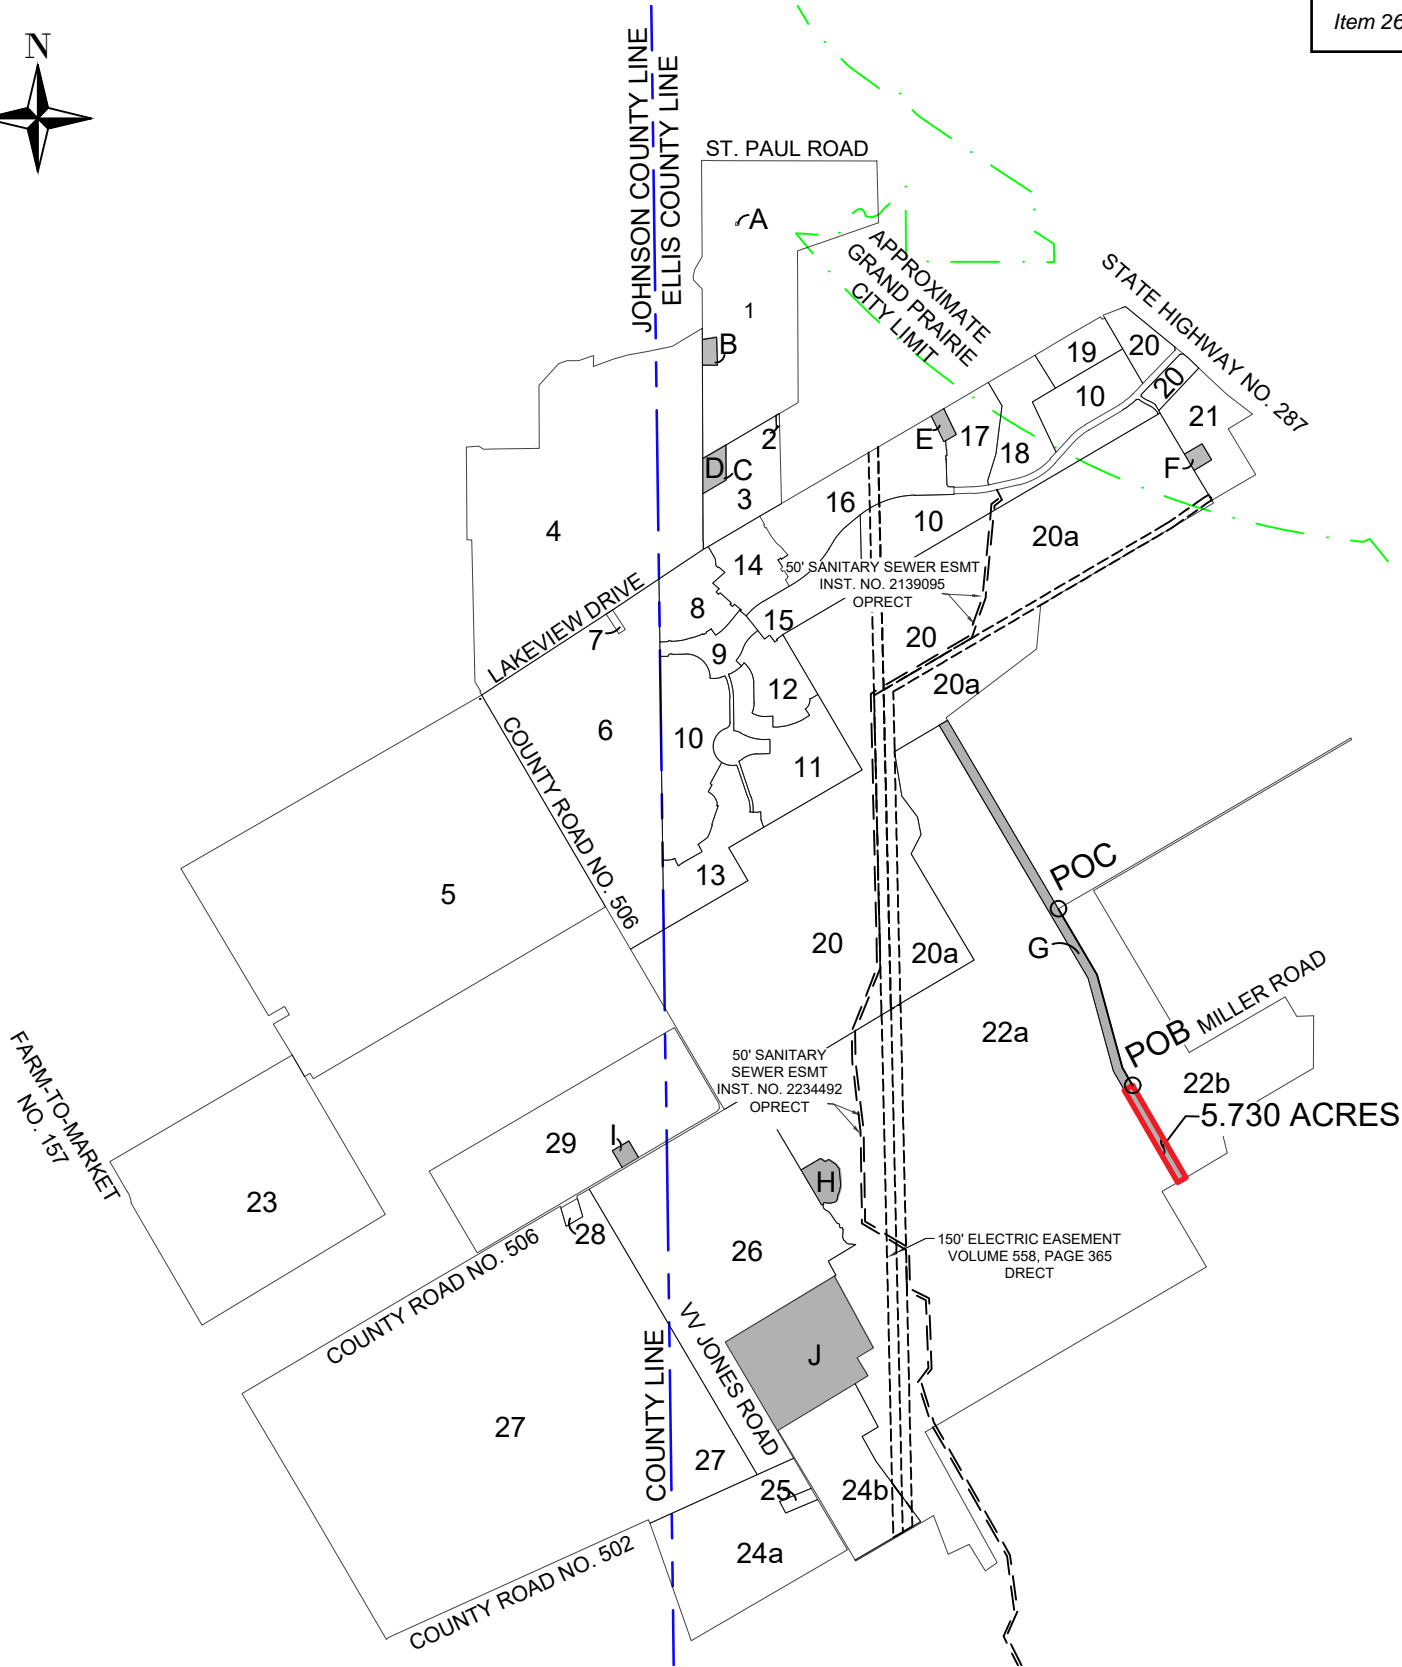 Item 26
N
JOHNSON COUNTY LINE
ELLIS COUNTY LINE
ST. PAUL ROAD
A
1
B
APPROXIMATE
GRAND PRAIRIE
CITY LIMIT
STATE HIGHWAY NO. 287
19
20
10
20
21
2
E
17
18
F
D
C
3
4
16
10
20a
14
50' SANITARY SEWER ESMT
INST. NO. 2139095
OPRECT
LAKEVIEW DRIVE
7
8
15
20
9
12
20a
6
10
11
COUNTY ROAD NO. 506
5
13
POC
20
20a
G
MILLER ROAD
22a
POB
FARM-TO-MARKET
NO. 157
50' SANITARY
SEWER ESMT
INST. NO. 2234492
OPRECT
22b
5.730 ACRES
29
I
H
23
28
26
150' ELECTRIC EASEMENT
VOLUME 558, PAGE 365
DRECT
COUNTY ROAD NO. 506
COUNTY LINE
VV JONES ROAD
J
27
27
25
24b
24a
COUNTY ROAD NO. 502